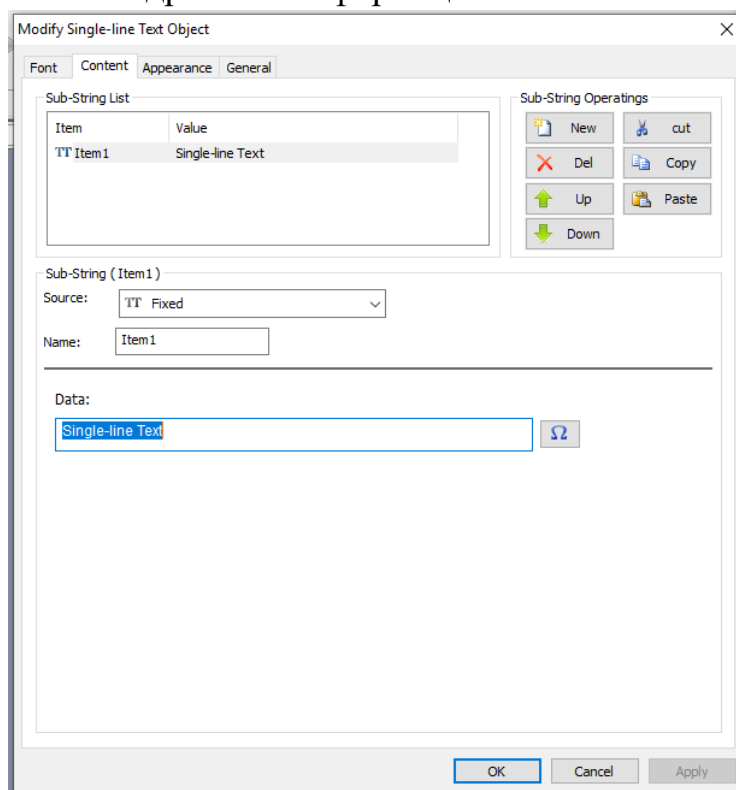 Modify Single-line Text Object
Font Content Appearance General
Sub-String List
Item Value
TT Item1 Single-line Text
Sub-String Operatings
New cut
Del Copy
Up Paste
Down
Sub-String (Item1)
Source: TT Fixed
Name: Item1
Data:
Single-line Text Ω
OK Cancel Apply